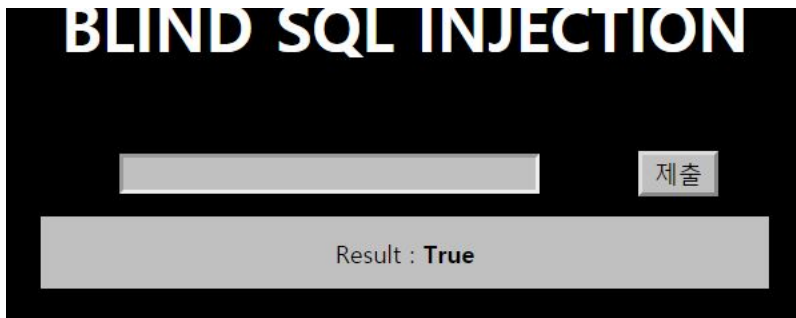 BLIND SQL INJECTION
제출
Result : True